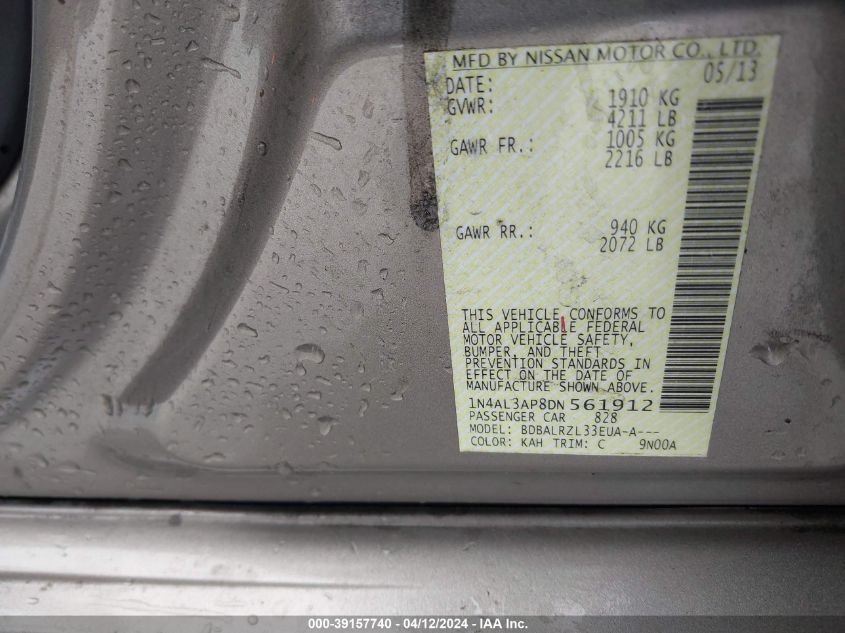 MFD BY NISSAN MOTOR CO., LTD.
DATE: 05/13
GVWR: 1910 KG
4211 LB
GAWR FR.: 1005 KG
2216 LB
GAWR RR.: 940 KG
2072 LB
THIS VEHICLE CONFORMS TO
ALL APPLICABLE FEDERAL
MOTOR VEHICLE SAFETY,
BUMPER, AND THEFT
PREVENTION STANDARDS IN
EFFECT ON THE DATE OF
MANUFACTURE SHOWN ABOVE.
1N4AL3AP8DN 561912
PASSENGER CAR 828
MODEL: BDBALRZL33EUA-A---
COLOR: KAH TRIM: C 9N00A
000-39157740 - 04/12/2024 - IAA Inc.